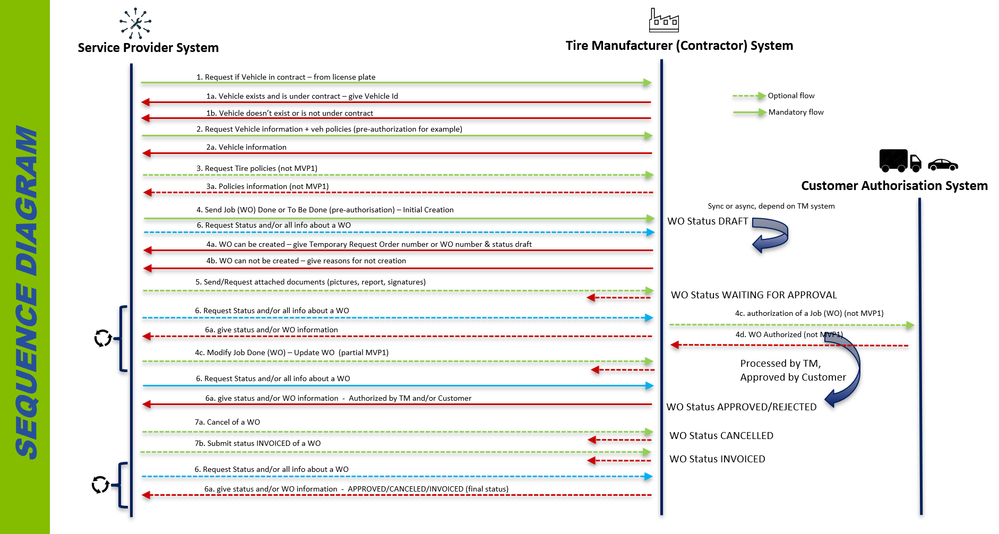 SEQUENCE DIAGRAM
Service Provider System
Tire Manufacturer (Contractor) System
1. Request if Vehicle in contract – from license plate
1a. Vehicle exists and is under contract – give Vehicle Id
Optional flow
1b. Vehicle doesn’t exist or is not under contract
Mandatory flow
2. Request Vehicle information + veh policies (pre-authorization for example)
2a. Vehicle information
3. Request Tire policies (not MVP1)
3a. Policies information (not MVP1)
Customer Authorisation System
4. Send Job (WO) Done or To Be Done (pre-authorisation) – Initial Creation
Sync or async, depend on TM system
WO Status DRAFT
6. Request Status and/or all info about a WO
4a. WO can be created – give Temporary Request Order number or WO number & status draft
4b. WO can not be created – give reasons for not creation
5. Send/Request attached documents (pictures, report, signatures)
WO Status WAITING FOR APPROVAL
6. Request Status and/or all info about a WO
4c. authorization of a Job (WO) (not MVP1)
6a. give status and/or WO information
4d. WO Authorized (not MVP1)
4c. Modify Job Done (WO) – Update WO (partial MVP1)
Processed by TM,
Approved by Customer
6. Request Status and/or all info about a WO
6a. give status and/or WO information - Authorized by TM and/or Customer
WO Status APPROVED/REJECTED
7a. Cancel of a WO
WO Status CANCELLED
7b. Submit status INVOICED of a WO
WO Status INVOICED
6. Request Status and/or all info about a WO
6a. give status and/or WO information - APPROVED/CANCELED/INVOICED (final status)